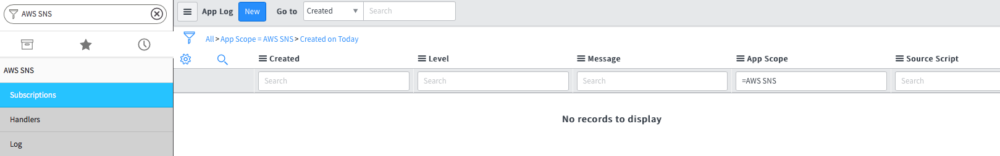 AWS SNS
App Log New Go to Created Search
All > App Scope = AWS SNS > Created on Today
Created Level Message App Scope Source Script
Search Search Search =AWS SNS Search
No records to display
AWS SNS
Subscriptions
Handlers
Log